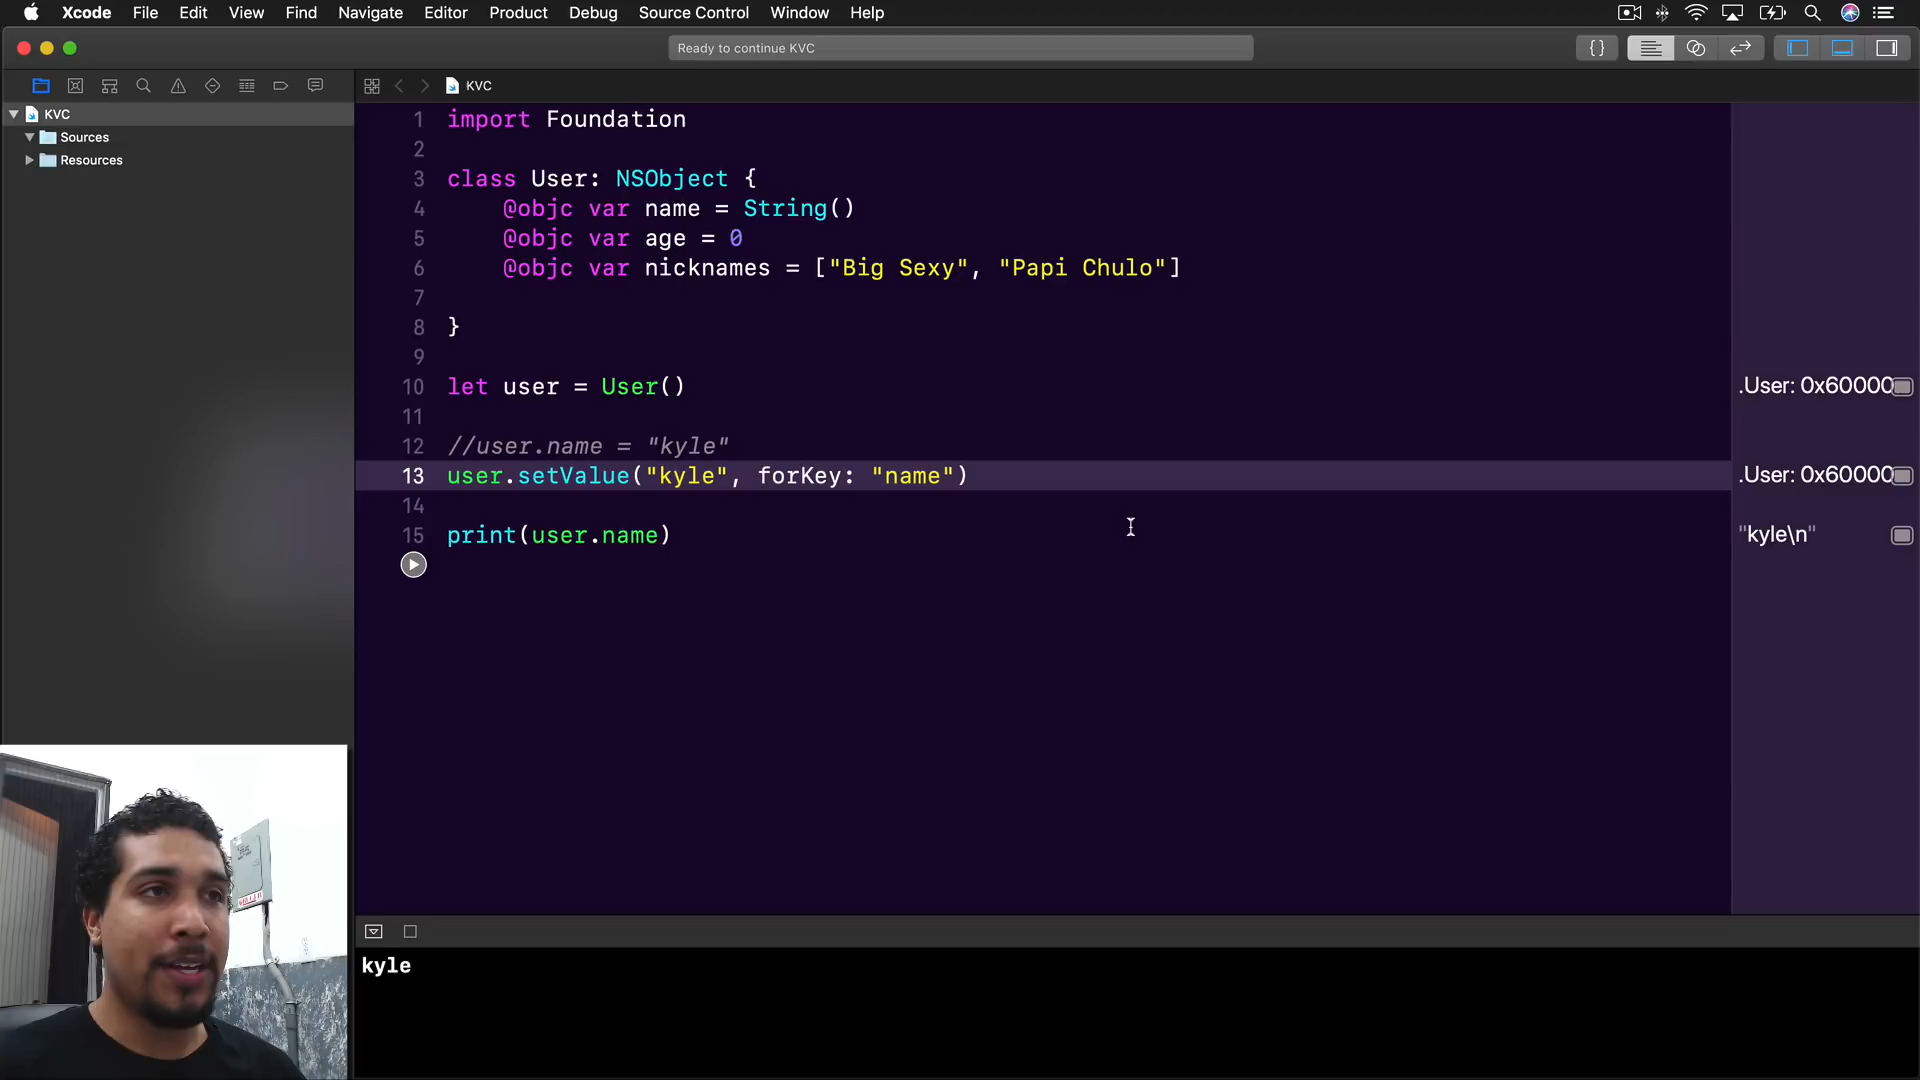 Xcode File Edit View Find Navigate Editor Product Debug Source Control Window Help
Ready to continue KVC
{}
KVC
Sources
Resources
KVC
1 import Foundation
2
3 class User: NSObject {
4 @objc var name = String()
5 @objc var age = 0
6 @objc var nicknames = ["Big Sexy", "Papi Chulo"]
7
8 }
9
10 let user = User() .User: 0x60000
11
12 //user.name = "kyle"
13 user.setValue("kyle", forKey: "name") .User: 0x60000
14
15 print(user.name) "kyle\n"
kyle